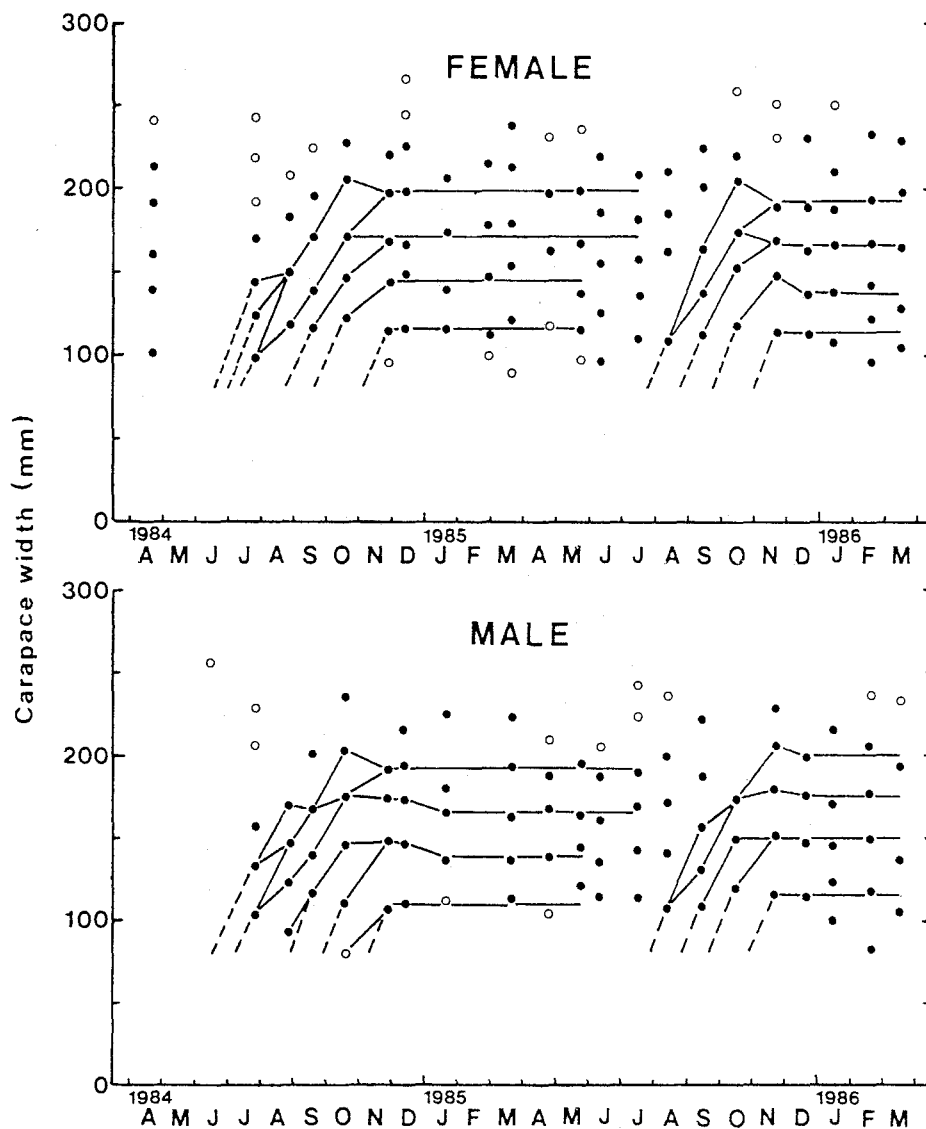 300
FEMALE
200
100
0
1984 1985 1986
A M J J A S O N D J F M A M J J A S O N D J F M
Carapace width (mm)
300
MALE
200
100
0
1984 1985 1986
A M J J A S O N D J F M A M J J A S O N D J F M